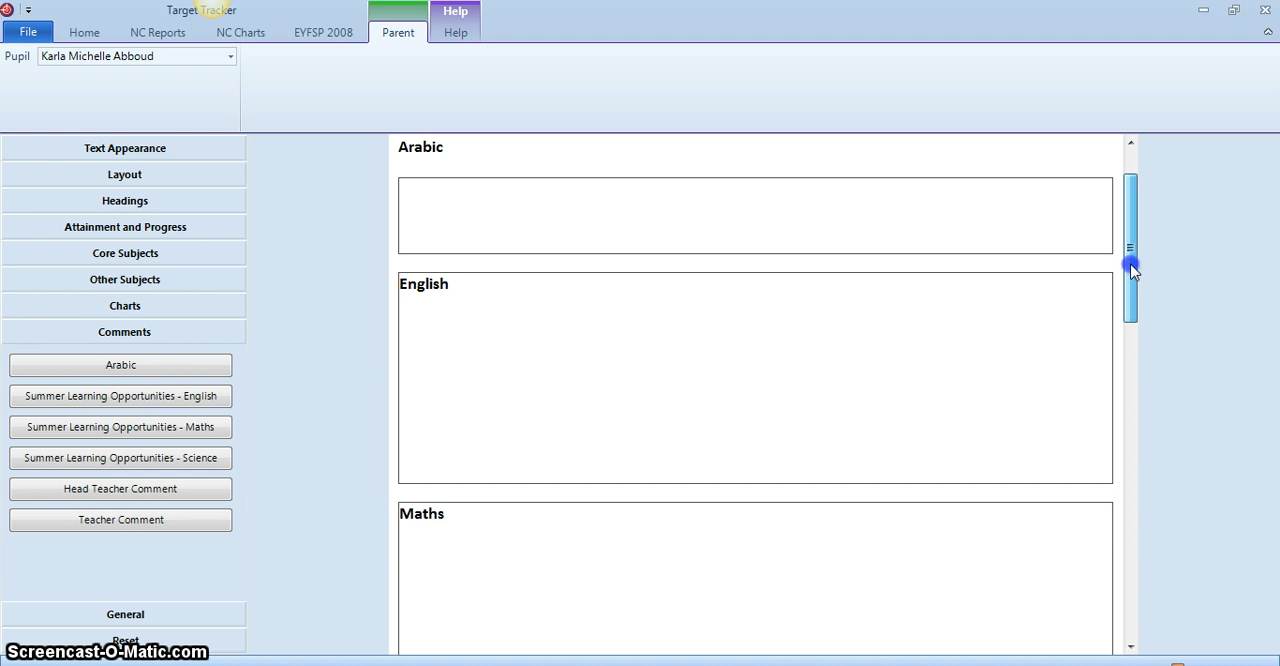 Target Tracker
Help
File
Home
NC Reports
NC Charts
EYFSP 2008
Parent
Help
Pupil
Karla Michelle Abboud
Text Appearance
Layout
Headings
Attainment and Progress
Core Subjects
Other Subjects
Charts
Comments
Arabic
Summer Learning Opportunities - English
Summer Learning Opportunities - Maths
Summer Learning Opportunities - Science
Head Teacher Comment
Teacher Comment
General
Reset
Screencast-O-Matic.com
Arabic
English
Maths